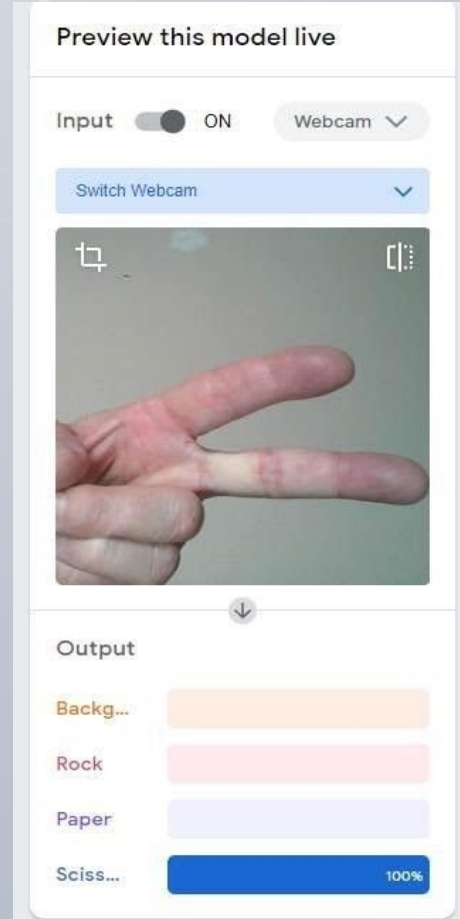 Preview this model live
Input ON Webcam
Switch Webcam
Output
Backg...
Rock
Paper
Sciss... 100%